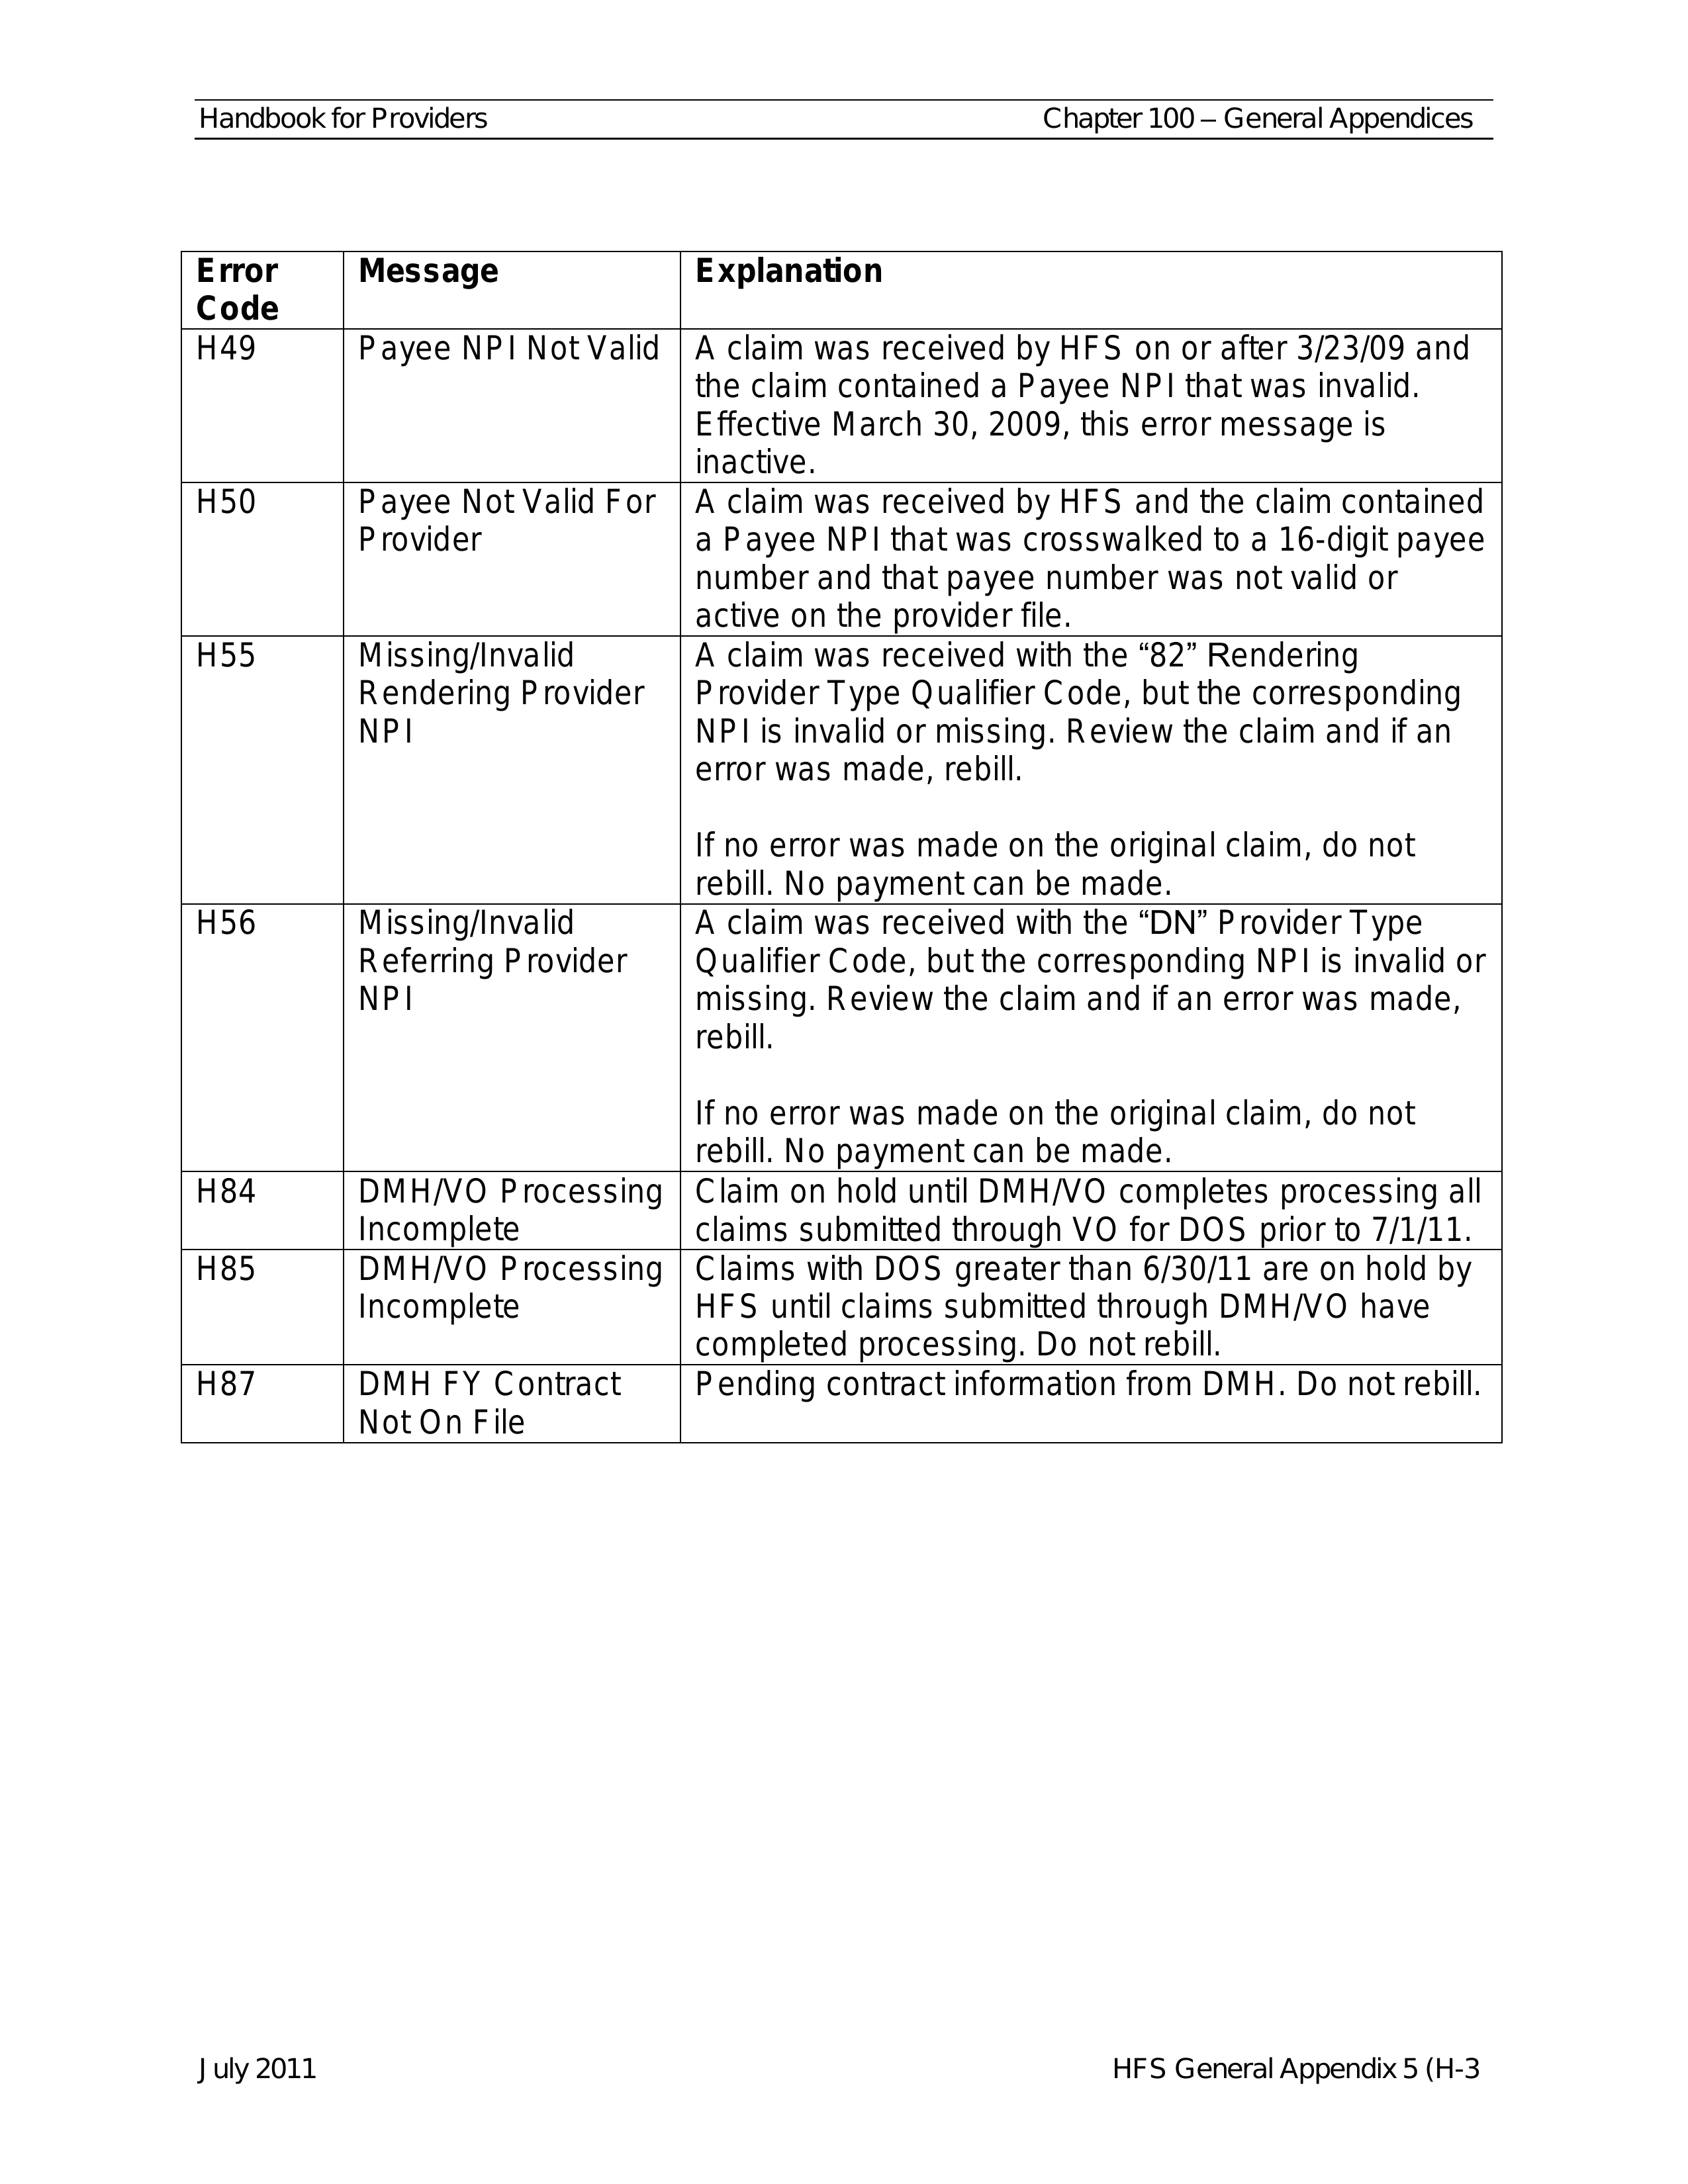 Handbook for Providers Chapter 100 – General Appendices
Error Code Message Explanation
H49 Payee NPI Not Valid A claim was received by HFS on or after 3/23/09 and
the claim contained a Payee NPI that was invalid.
Effective March 30, 2009, this error message is
inactive.
H50 Payee Not Valid For
Provider
A claim was received by HFS and the claim contained
a Payee NPI that was crosswalked to a 16-digit payee
number and that payee number was not valid or
active on the provider file.
H55 Missing/Invalid
Rendering Provider
NPI
A claim was received with the “82” Rendering
Provider Type Qualifier Code, but the corresponding
NPI is invalid or missing. Review the claim and if an
error was made, rebill.
If no error was made on the original claim, do not
rebill. No payment can be made.
H56 Missing/Invalid
Referring Provider
NPI
A claim was received with the “DN” Provider Type
Qualifier Code, but the corresponding NPI is invalid or
missing. Review the claim and if an error was made,
rebill.
If no error was made on the original claim, do not
rebill. No payment can be made.
H84 DMH/VO Processing
Incomplete
Claim on hold until DMH/VO completes processing all
claims submitted through VO for DOS prior to 7/1/11.
H85 DMH/VO Processing
Incomplete
Claims with DOS greater than 6/30/11 are on hold by
HFS until claims submitted through DMH/VO have
completed processing. Do not rebill.
H87 DMH FY Contract
Not On File
Pending contract information from DMH. Do not rebill.
July 2011 HFS General Appendix 5 (H-3